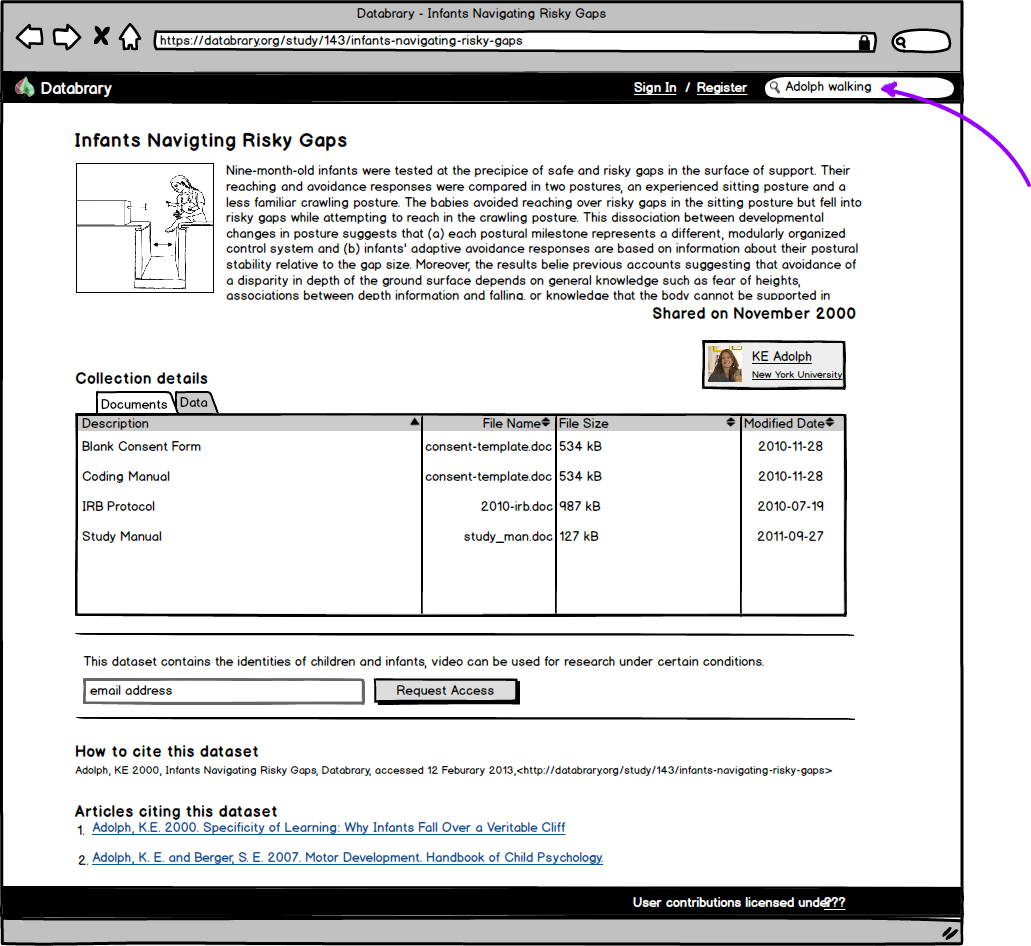 Databrary - Infants Navigating Risky Gaps
https://databrary.org/study/143/infants-navigating-risky-gaps
Databrary
Sign In / Register
Adolph walking
Infants Navigting Risky Gaps
Nine-month-old infants were tested at the precipice of safe and risky gaps in the surface of support. Their
reaching and avoidance responses were compared in two postures, an experienced sitting posture and a
less familiar crawling posture. The babies avoided reaching over risky gaps in the sitting posture but fell into
risky gaps while attempting to reach in the crawling posture. This dissociation between developmental
changes in posture suggests that (a) each postural milestone represents a different, modularly organized
control system and (b) infants' adaptive avoidance responses are based on information about their postural
stability relative to the gap size. Moreover, the results belie previous accounts suggesting that avoidance of
a disparity in depth of the ground surface depends on general knowledge such as fear of heights,
associations between depth information and falling, or knowledge that the body cannot be supported in
Shared on November 2000
KE Adolph
New York University
Collection details
Documents Data
Description File Name File Size Modified Date
Blank Consent Form consent-template.doc 534 kB 2010-11-28
Coding Manual consent-template.doc 534 kB 2010-11-28
IRB Protocol 2010-irb.doc 987 kB 2010-07-19
Study Manual study_man.doc 127 kB 2011-09-27
This dataset contains the identities of children and infants, video can be used for research under certain conditions.
email address Request Access
How to cite this dataset
Adolph, KE 2000, Infants Navigating Risky Gaps, Databrary, accessed 12 Feburary 2013,<http://databrary.org/study/143/infants-navigating-risky-gaps>
Articles citing this dataset
1. Adolph, K.E. 2000. Specificity of Learning: Why Infants Fall Over a Veritable Cliff
2. Adolph, K. E. and Berger, S. E. 2007. Motor Development. Handbook of Child Psychology.
User contributions licensed under???